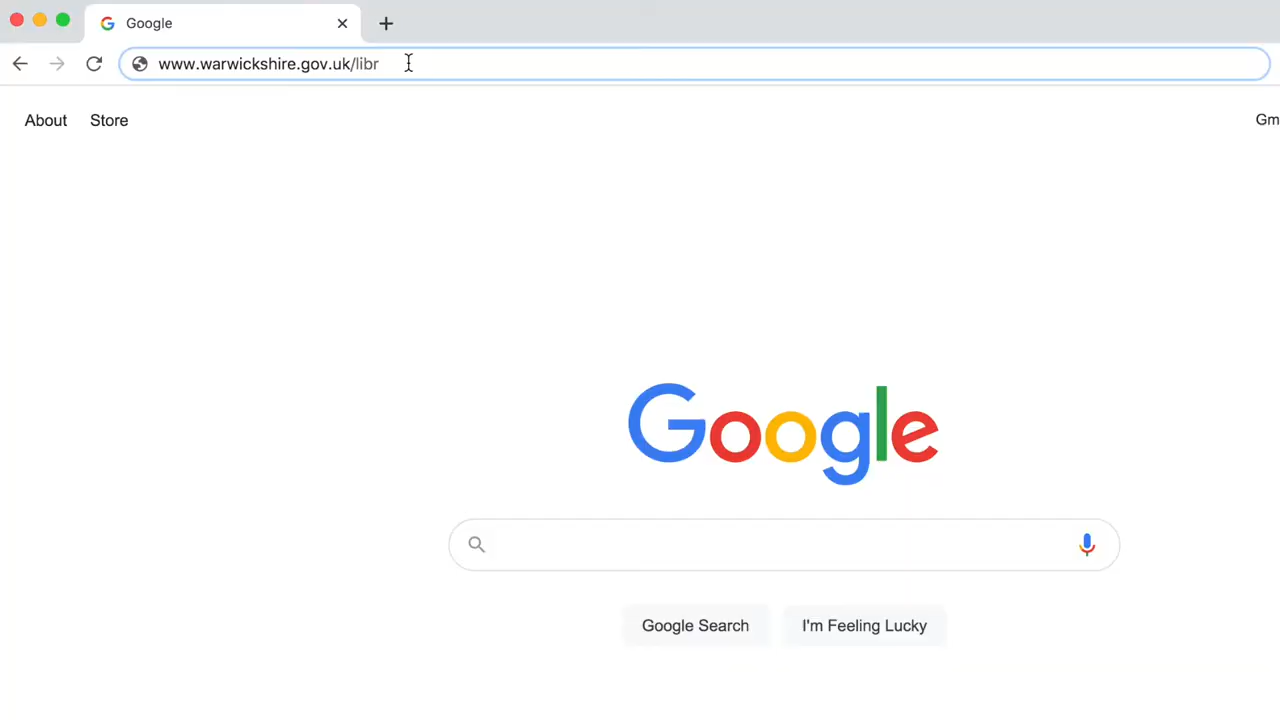 Google
www.warwickshire.gov.uk/libr
About Store
Gm
Google
Google Search I'm Feeling Lucky